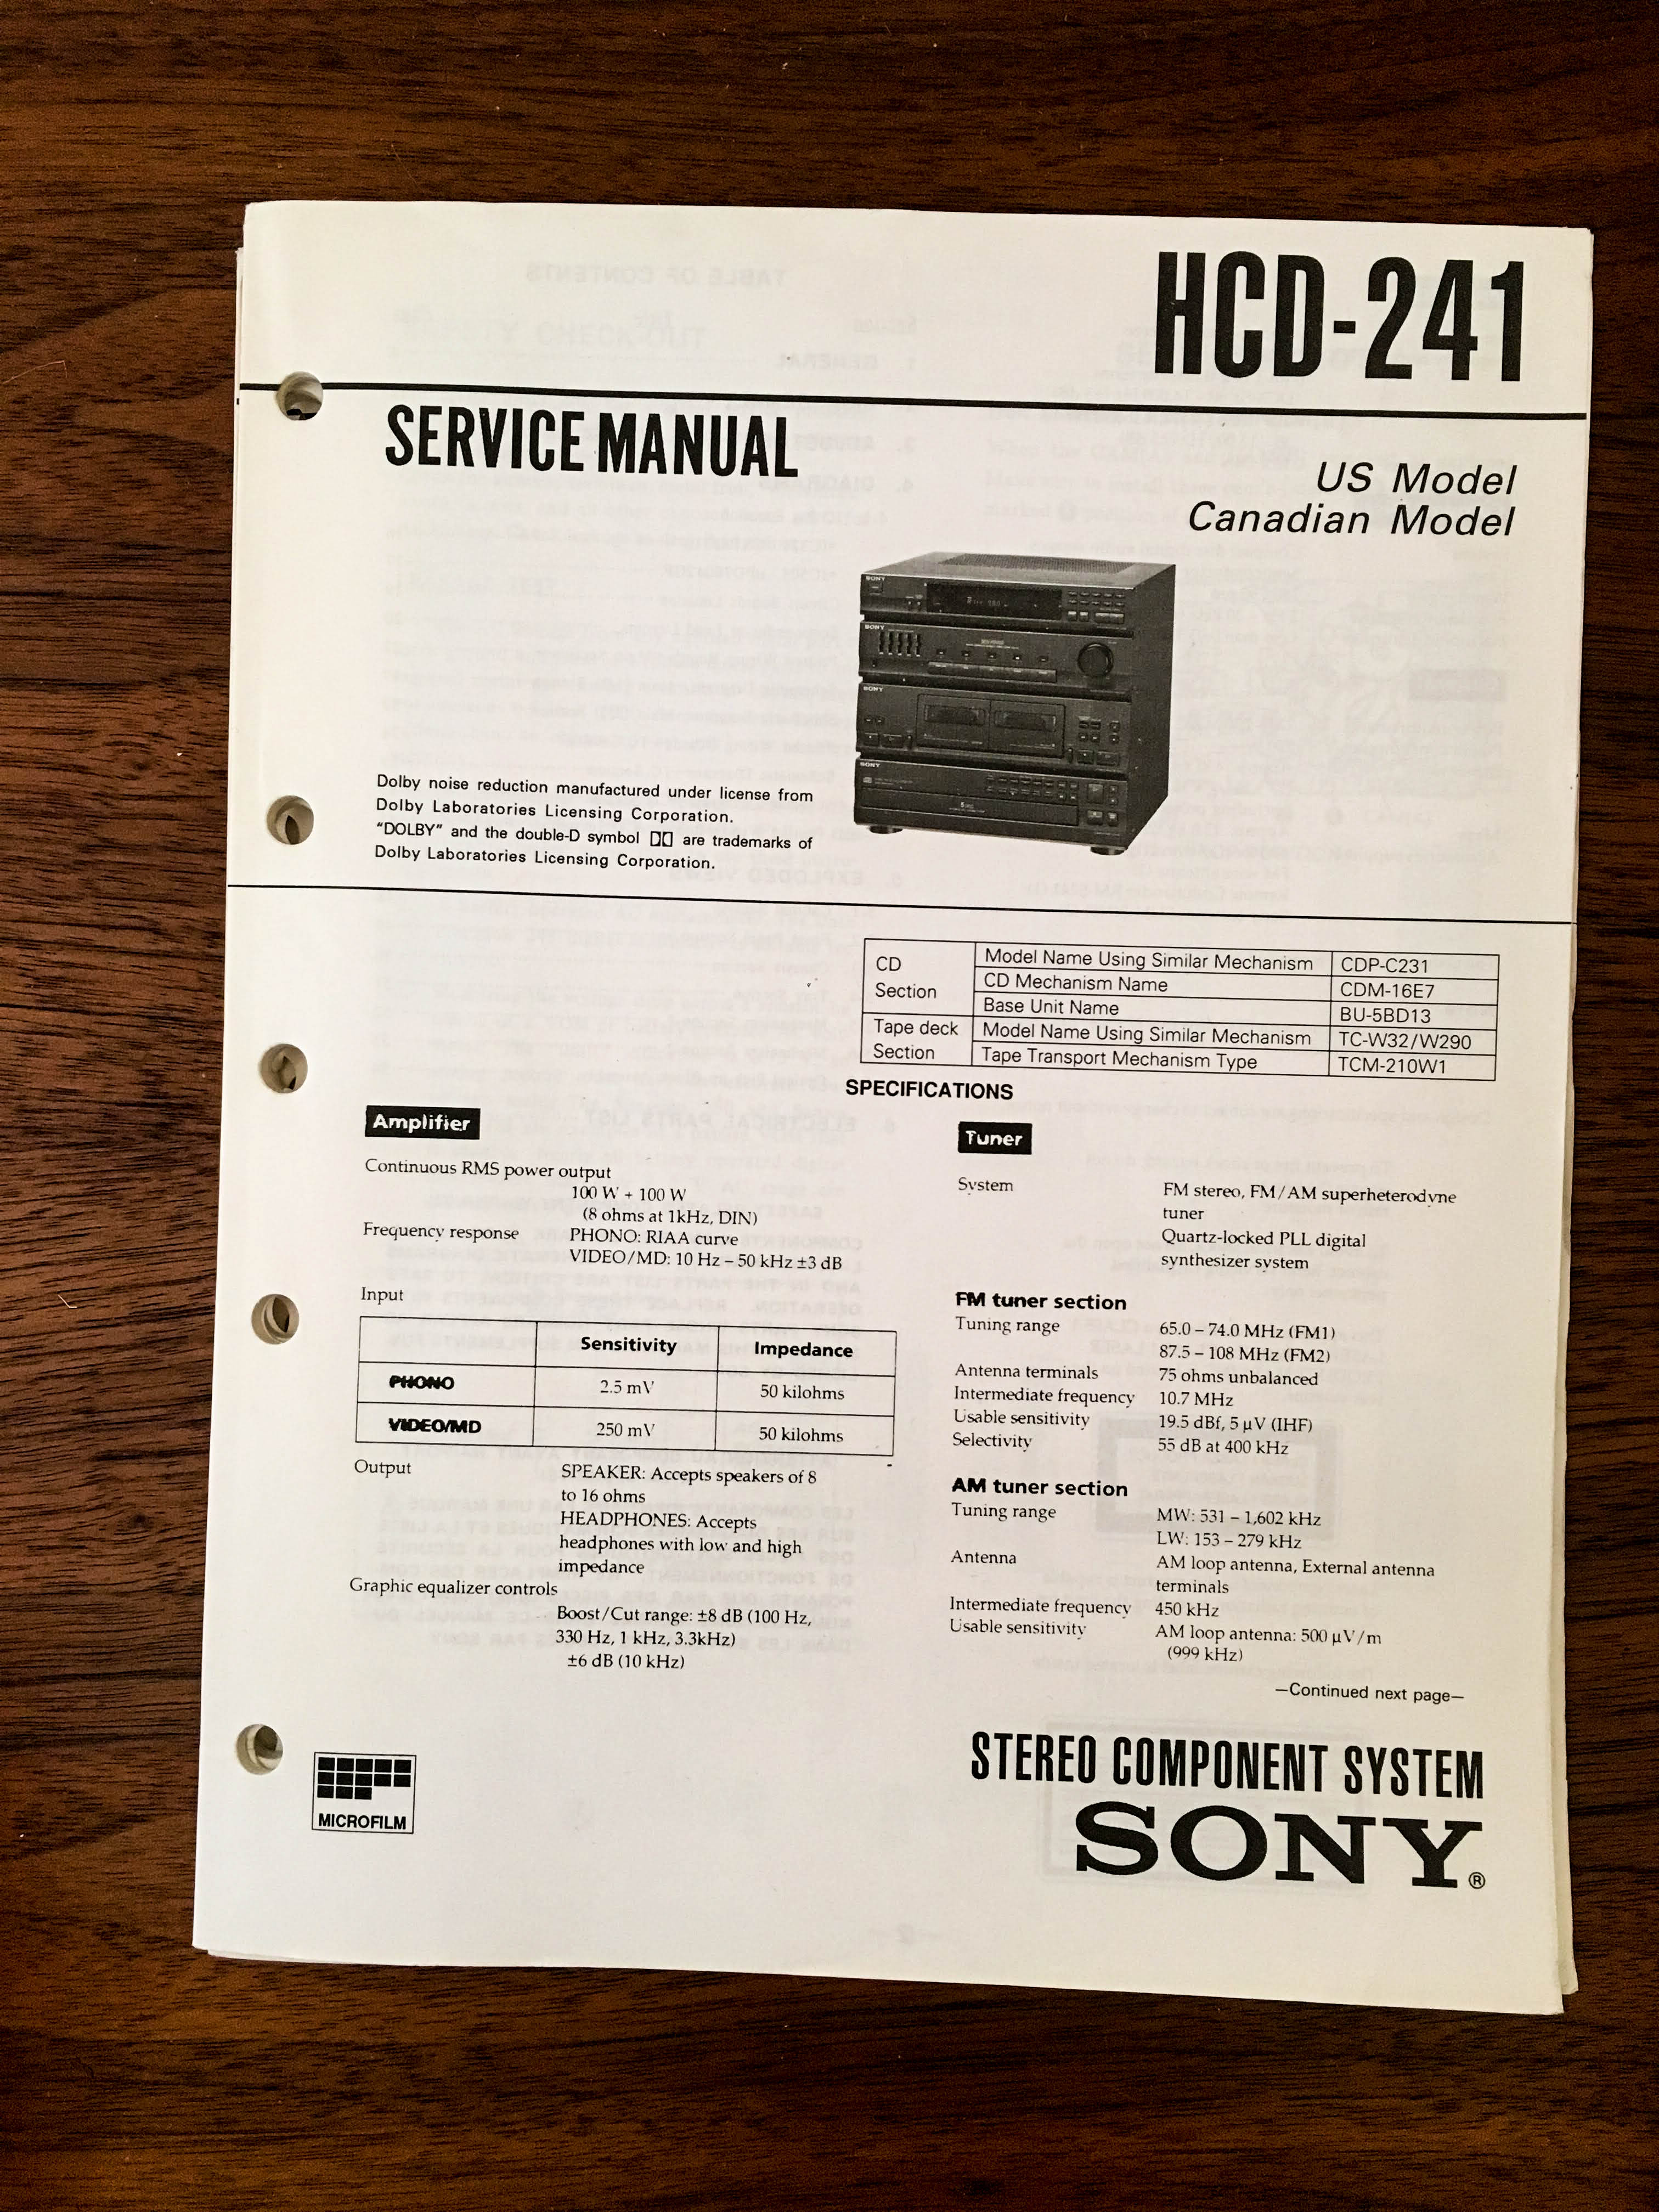 HCD-241
SERVICE MANUAL
US Model
Canadian Model
SONY
SONY
SONY
SONY
Dolby noise reduction manufactured under license from
Dolby Laboratories Licensing Corporation.
"DOLBY" and the double-D symbol are trademarks of
Dolby Laboratories Licensing Corporation.
CD Section
Model Name Using Similar Mechanism CDP-C231
CD Mechanism Name CDM-16E7
Base Unit Name BU-5BD13
Tape deck Section
Model Name Using Similar Mechanism TC-W32/W290
Tape Transport Mechanism Type TCM-210W1
SPECIFICATIONS
Amplifier
Continuous RMS power output
100 W + 100 W
(8 ohms at 1kHz, DIN)
Frequency response PHONO: RIAA curve
VIDEO/MD: 10 Hz – 50 kHz ±3 dB
Input
Sensitivity Impedance
PHONO 2.5 mV 50 kilohms
VIDEO/MD 250 mV 50 kilohms
Output SPEAKER: Accepts speakers of 8
to 16 ohms
HEADPHONES: Accepts
headphones with low and high
impedance
Graphic equalizer controls
Boost/Cut range: ±8 dB (100 Hz,
330 Hz, 1 kHz, 3.3kHz)
±6 dB (10 kHz)
Tuner
System FM stereo, FM/AM superheterodyne
tuner
Quartz-locked PLL digital
synthesizer system
FM tuner section
Tuning range 65.0 – 74.0 MHz (FM1)
87.5 – 108 MHz (FM2)
Antenna terminals 75 ohms unbalanced
Intermediate frequency 10.7 MHz
Usable sensitivity 19.5 dBf, 5 µV (IHF)
Selectivity 55 dB at 400 kHz
AM tuner section
Tuning range MW: 531 – 1,602 kHz
LW: 153 – 279 kHz
Antenna AM loop antenna, External antenna
terminals
Intermediate frequency 450 kHz
Usable sensitivity AM loop antenna: 500 µV/m
(999 kHz)
—Continued next page—
MICROFILM
STEREO COMPONENT SYSTEM
SONY®